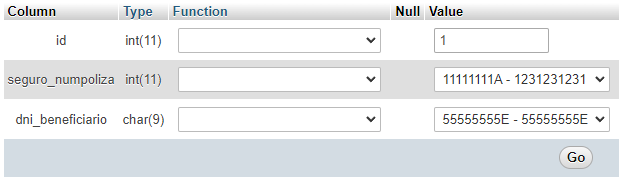 Column Type Function Null Value
id int(11) 1
seguro_numpoliza int(11) 11111111A - 1231231231
dni_beneficiario char(9) 55555555E - 55555555E
Go